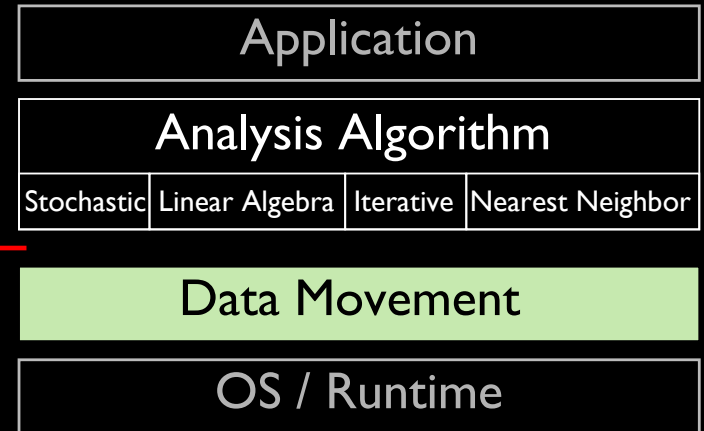 Application
Analysis Algorithm
Stochastic Linear Algebra Iterative Nearest Neighbor
Data Movement
OS / Runtime